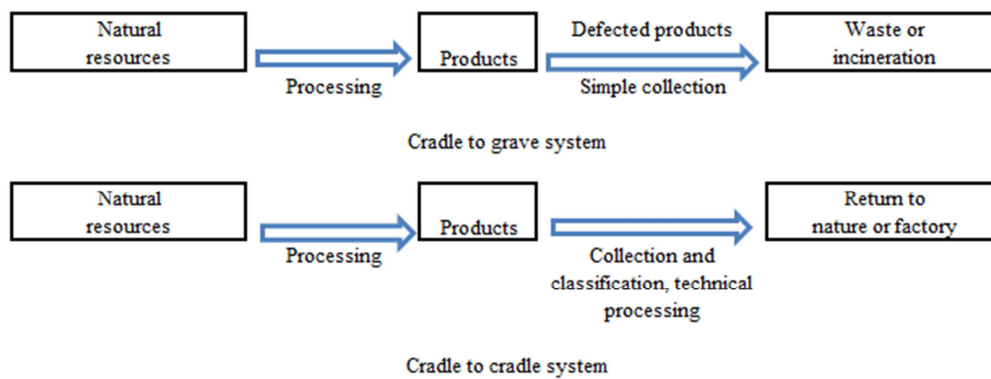 Natural
resources
Processing
Products
Defected products
Simple collection
Waste or
incineration
Cradle to grave system
Natural
resources
Processing
Products
Collection and
classification, technical
processing
Return to
nature or factory
Cradle to cradle system